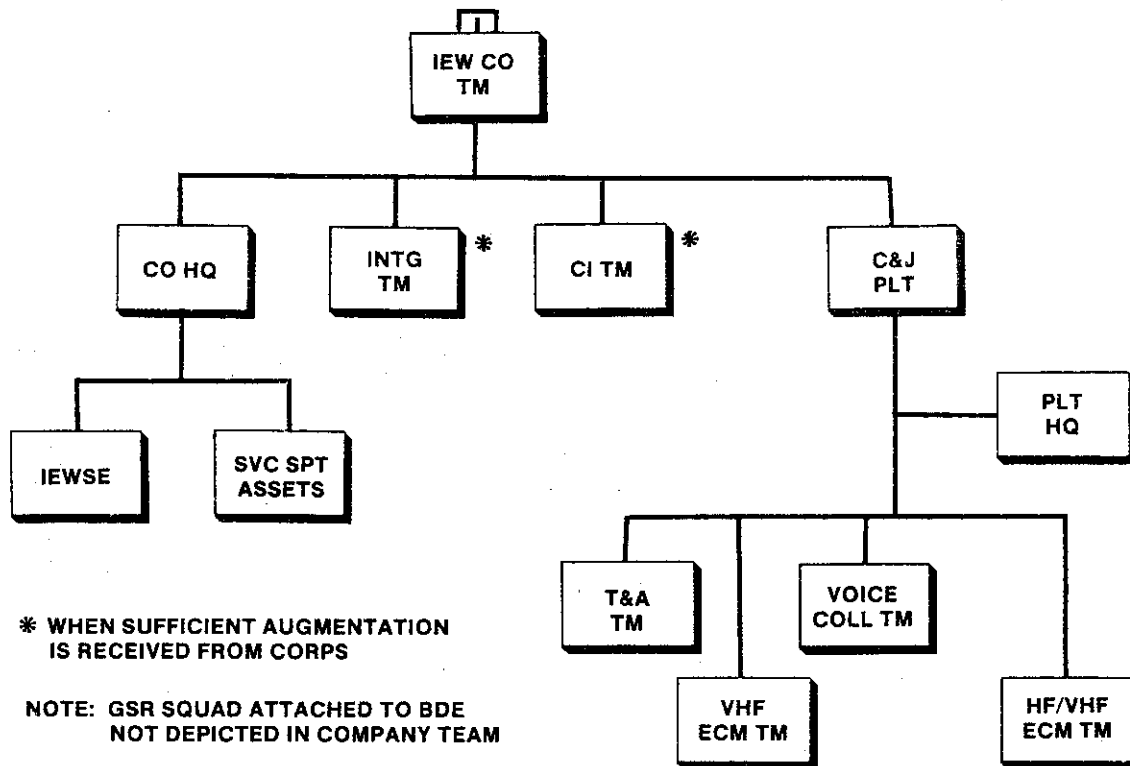 I
IEW CO
TM
CO HQ
INTG
TM
*
CI TM
*
C&J
PLT
PLT
HQ
IEWSE
SVC SPT
ASSETS
T&A
TM
VOICE
COLL TM
VHF
ECM TM
HF/VHF
ECM TM
* WHEN SUFFICIENT AUGMENTATION
IS RECEIVED FROM CORPS
NOTE: GSR SQUAD ATTACHED TO BDE
NOT DEPICTED IN COMPANY TEAM